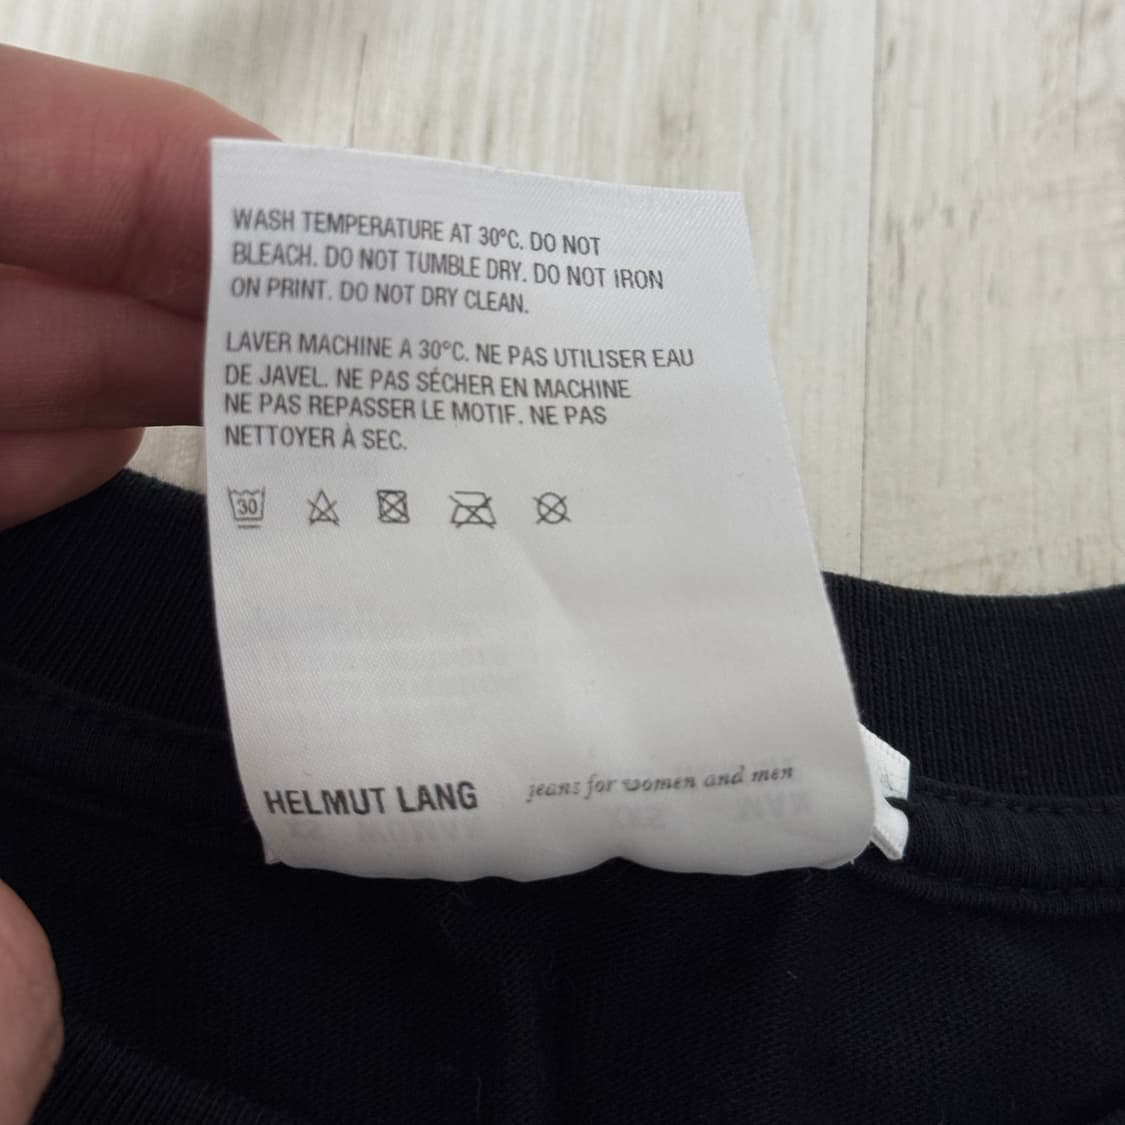 WASH TEMPERATURE AT 30°C. DO NOT
BLEACH. DO NOT TUMBLE DRY. DO NOT IRON
ON PRINT. DO NOT DRY CLEAN.
LAVER MACHINE A 30°C. NE PAS UTILISER EAU
DE JAVEL. NE PAS SÉCHER EN MACHINE
NE PAS REPASSER LE MOTIF. NE PAS
NETTOYER À SEC.
30
HELMUT LANG jeans for women and men